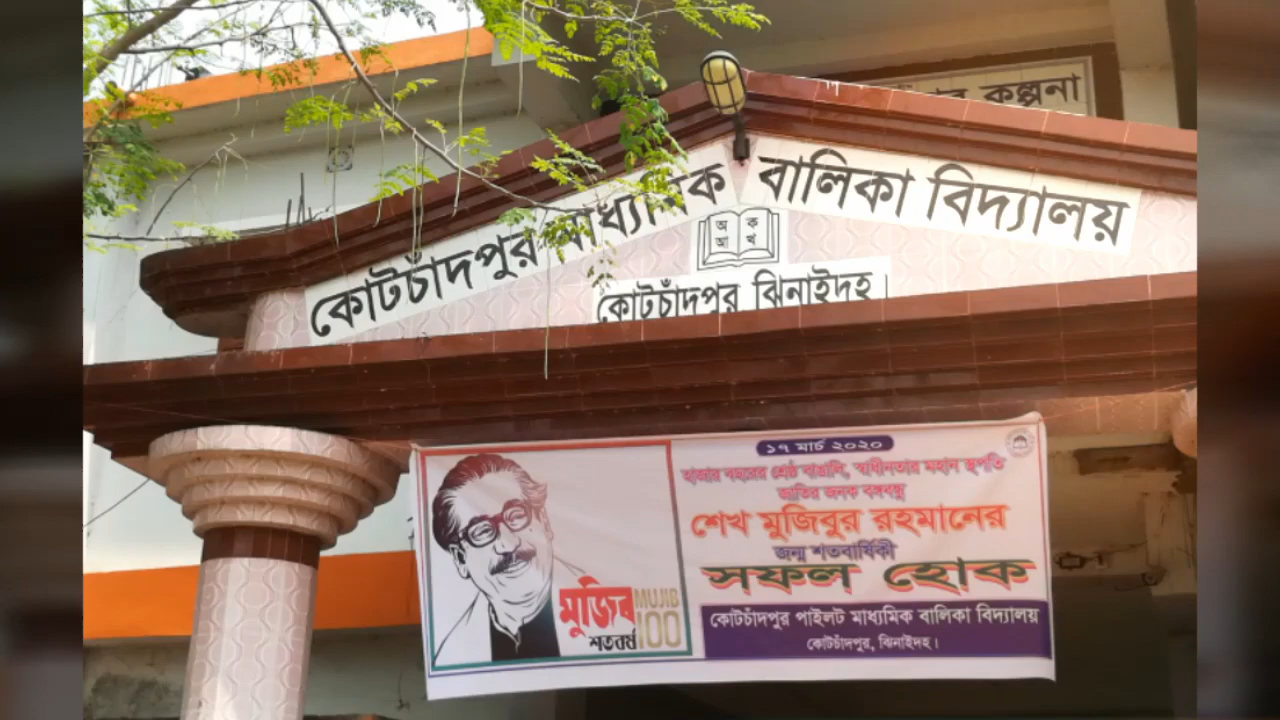 কল্পনা
কোটচাঁদপুর মাধ্যমিক বালিকা বিদ্যালয়
অ ক
আ খ
কোটচাঁদপুর ঝিনাইদহ।
১৭ মার্চ ২০২০
হাজার বছরের শ্রেষ্ঠ বাঙালি, স্বাধীনতার মহান স্থপতি
জাতির জনক বঙ্গবন্ধু
শেখ মুজিবুর রহমানের
জন্ম শতবার্ষিকী
সফল হোক
মুজিব MUJIB
শতবর্ষ 100
কোটচাঁদপুর পাইলট মাধ্যমিক বালিকা বিদ্যালয়
কোটচাঁদপুর, ঝিনাইদহ।